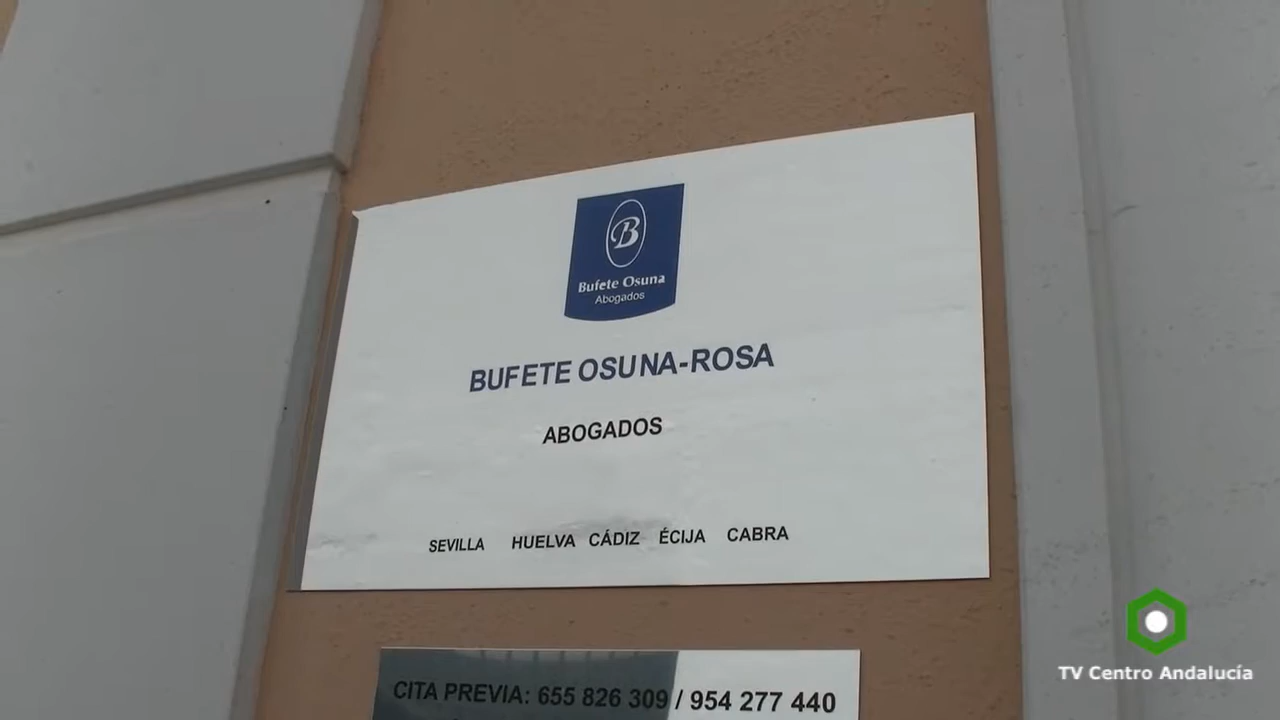 B
Bufete Osuna
Abogados
BUFETE OSUNA-ROSA
ABOGADOS
SEVILLA HUELVA CÁDIZ ÉCIJA CABRA
CITA PREVIA: 655 826 309 / 954 277 440
TV Centro Andalucía